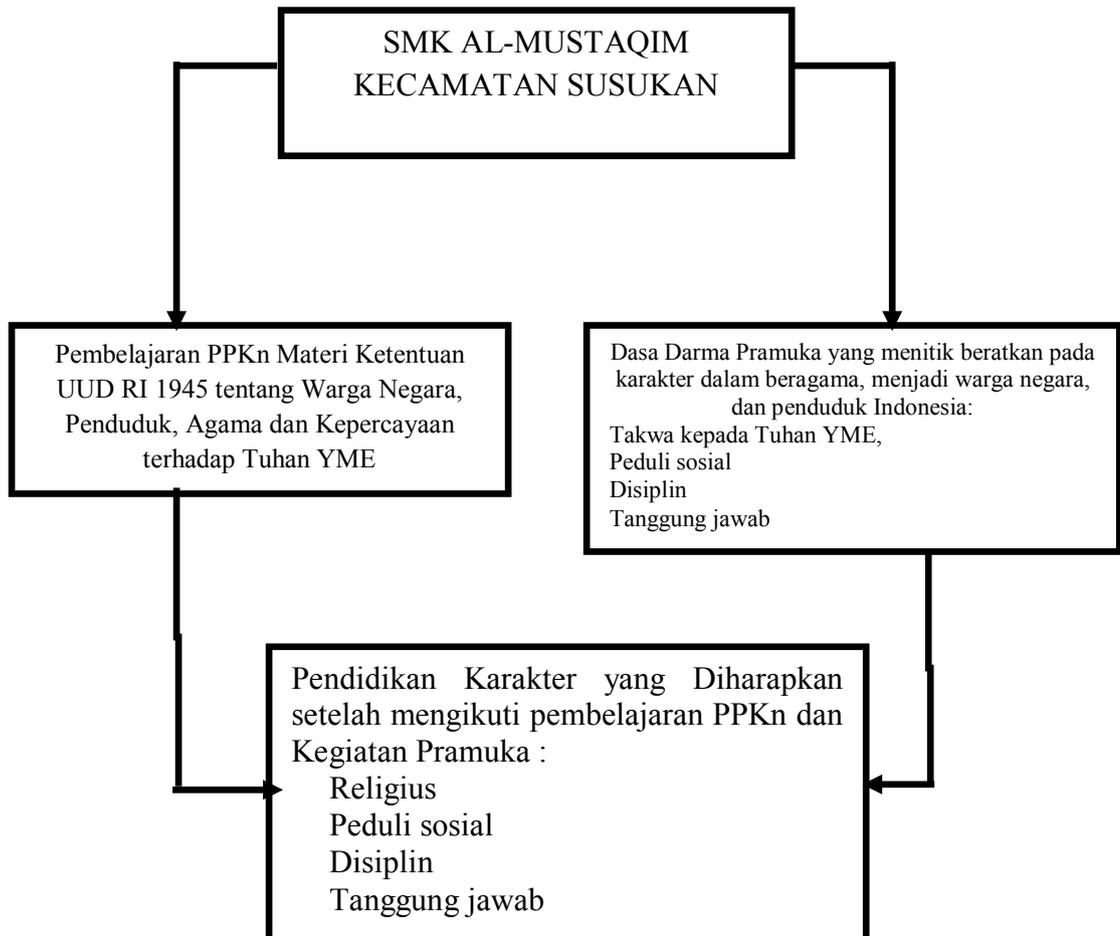 SMK AL-MUSTAQIM
KECAMATAN SUSUKAN
Pembelajaran PPKn Materi Ketentuan
UUD RI 1945 tentang Warga Negara,
Penduduk, Agama dan Kepercayaan
terhadap Tuhan YME
Dasa Darma Pramuka yang menitik beratkan pada
karakter dalam beragama, menjadi warga negara,
dan penduduk Indonesia:
Takwa kepada Tuhan YME,
Peduli sosial
Disiplin
Tanggung jawab
Pendidikan Karakter yang Diharapkan
setelah mengikuti pembelajaran PPKn dan
Kegiatan Pramuka :
Religius
Peduli sosial
Disiplin
Tanggung jawab